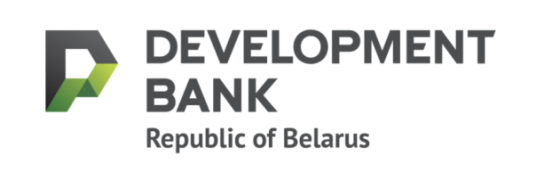 DEVELOPMENT
BANK
Republic of Belarus